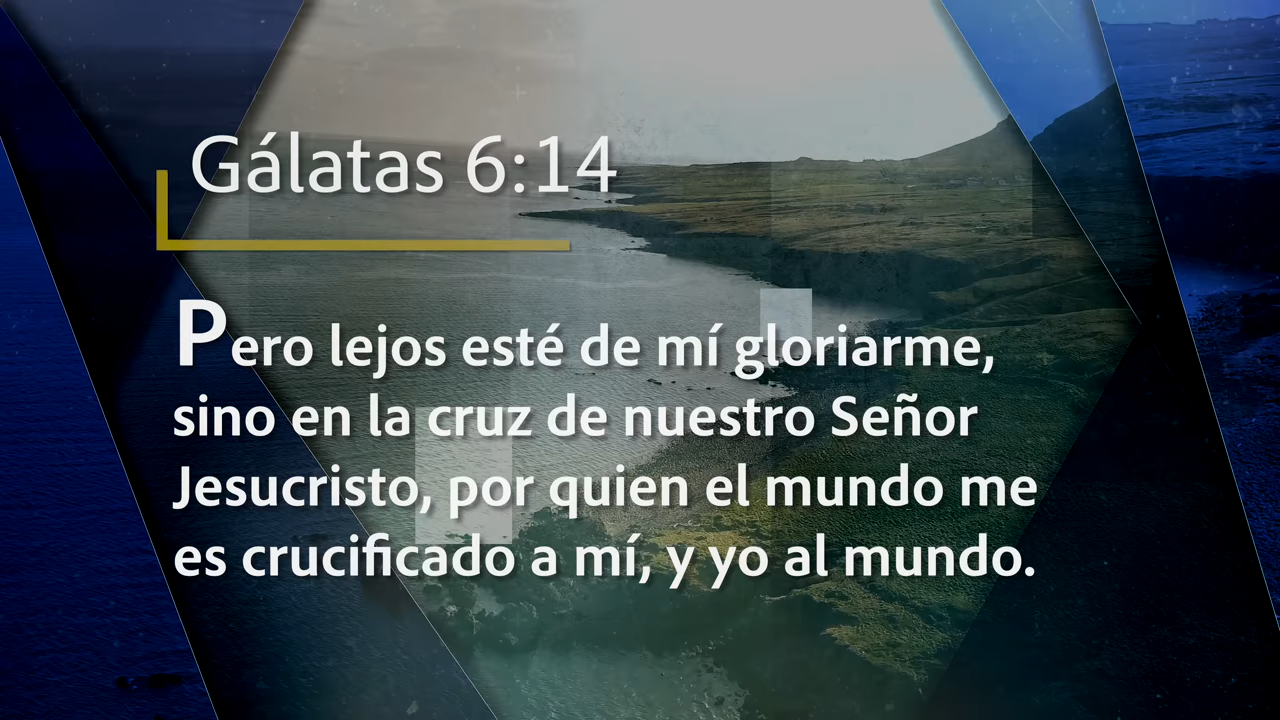 Gálatas 6:14
Pero lejos esté de mí gloriarme,
sino en la cruz de nuestro Señor
Jesucristo, por quien el mundo me
es crucificado a mí, y yo al mundo.